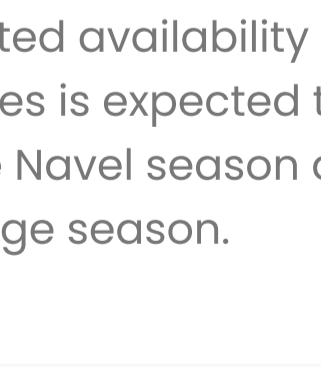 ted availability
es is expected t
e Navel season
ge season.